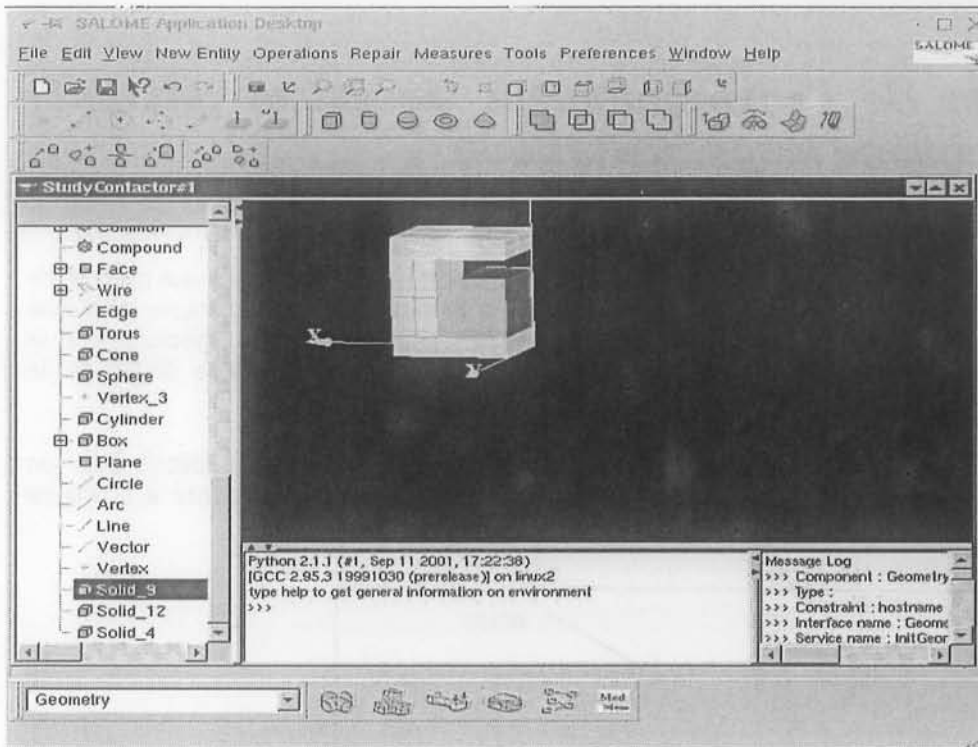 SALOME Application Desktop
File Edit View New Entity Operations Repair Measures Tools Preferences Window Help
SALOME
StudyContactor#1
Common
Compound
Face
Wire
Edge
Torus
Cone
Sphere
Vertex_3
Cylinder
Box
Plane
Circle
Arc
Line
Vector
Vertex
Solid_9
Solid_12
Solid_4
X
Y
Python 2.1.1 (#1, Sep 11 2001, 17:22:38)
[GCC 2.95.3 19991030 (prerelease)] on linux2
type help to get general information on environment
>>>
Message Log
>>> Component : Geometry
>>> Type :
>>> Constraint : hostname
>>> Interface name : Geome
>>> Service name : InitGeor
Geometry
Med